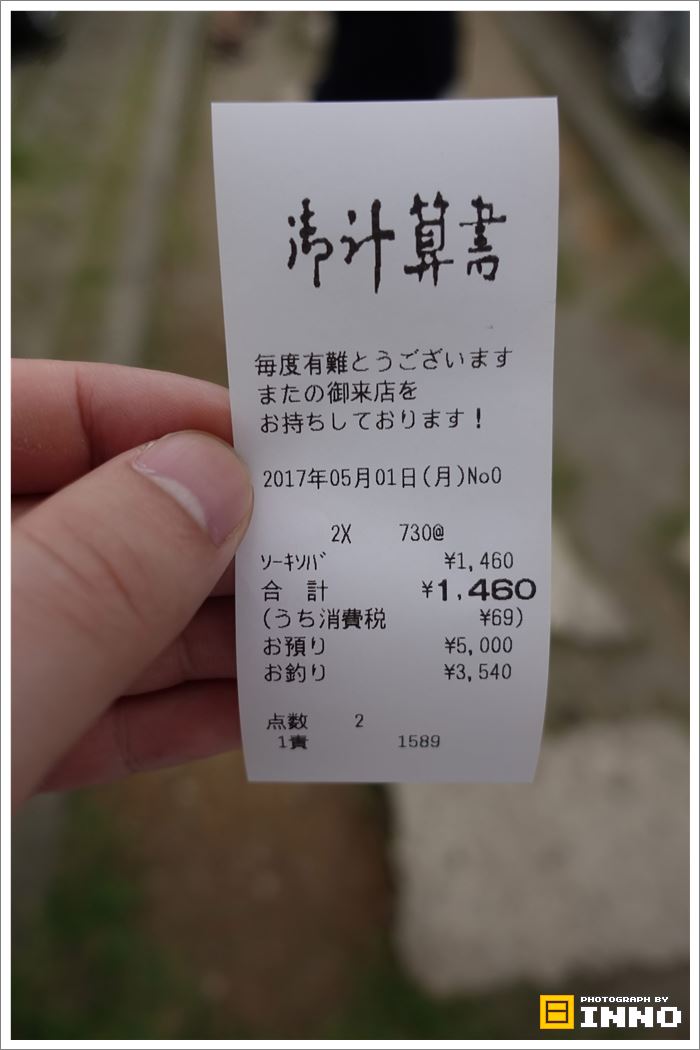 御計算書
毎度有難とうございます
またの御来店を
お持ちしております!
2017年05月01日(月)No0
2X 730@
ｿｰｷｿﾊﾞ ¥1,460
合 計 ¥1,460
(うち消費税 ¥69)
お預り ¥5,000
お釣り ¥3,540
点数 2
1責 1589
PHOTOGRAPH BY
INNO